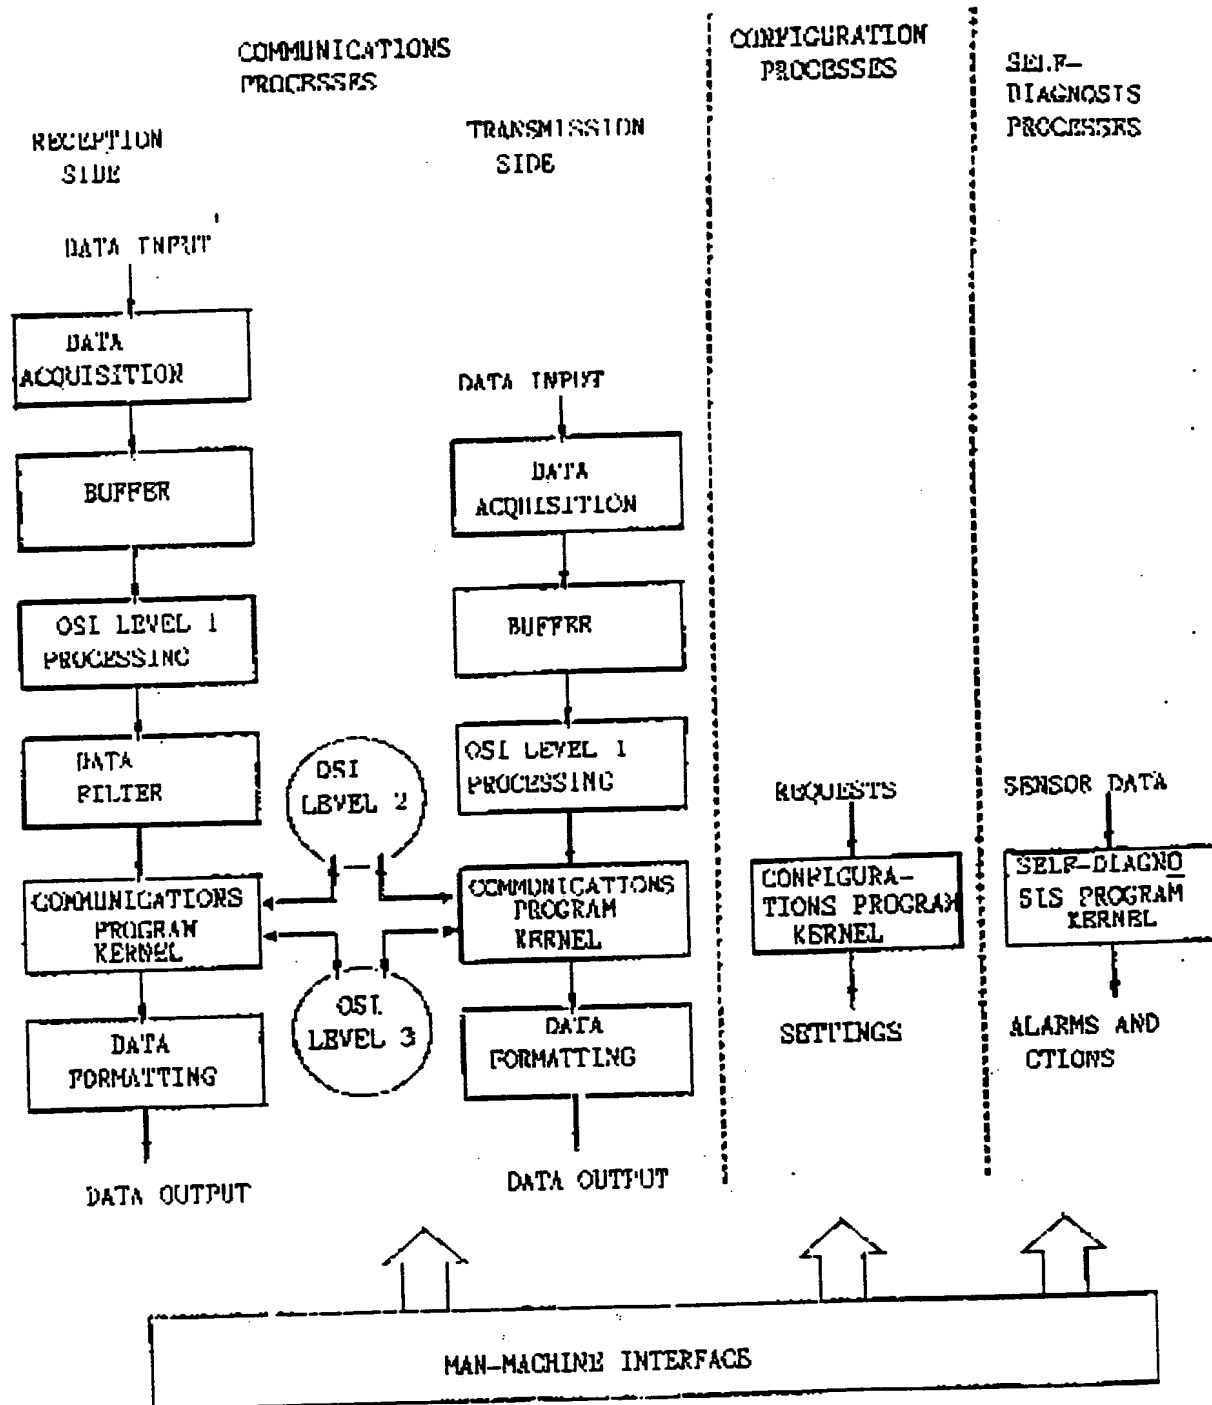 COMMUNICATIONS
PROCESSES
RECEPTION
SIDE
DATA INPUT
DATA
ACQUISITION
BUFFER
OSI LEVEL 1
PROCESSING
DATA
FILTER
COMMUNICATIONS
PROGRAM
KERNEL
DATA
FORMATTING
DATA OUTPUT
OSI
LEVEL 2
OSI
LEVEL 3
TRANSMISSION
SIDE
DATA INPUT
DATA
ACQUISITION
BUFFER
OSI LEVEL 1
PROCESSING
COMMUNICATIONS
PROGRAM
KERNEL
DATA
FORMATTING
DATA OUTPUT
CONFIGURATION
PROCESSES
REQUESTS
CONFIGURA-
TIONS PROGRAM
KERNEL
SETTINGS
SELF-
DIAGNOSIS
PROCESSES
SENSOR DATA
SELF-DIAGNO
SIS PROGRAM
KERNEL
ALARMS AND
CTIONS
MAN-MACHINE INTERFACE